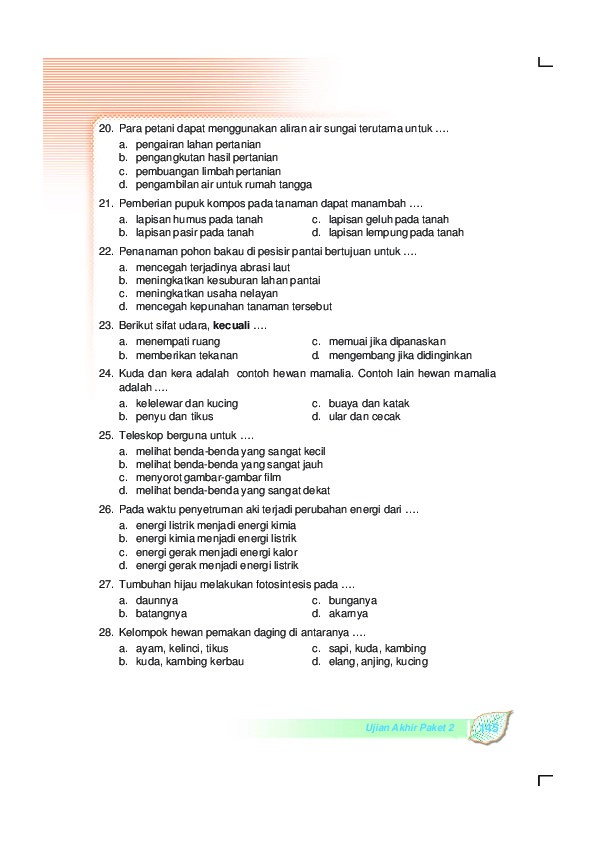 20. Para petani dapat menggunakan aliran air sungai terutama untuk ….
a. pengairan lahan pertanian
b. pengangkutan hasil pertanian
c. pembuangan limbah pertanian
d. pengambilan air untuk rumah tangga
21. Pemberian pupuk kompos pada tanaman dapat manambah ….
a. lapisan humus pada tanah c. lapisan geluh pada tanah
b. lapisan pasir pada tanah d. lapisan lempung pada tanah
22. Penanaman pohon bakau di pesisir pantai bertujuan untuk ….
a. mencegah terjadinya abrasi laut
b. meningkatkan kesuburan lahan pantai
c. meningkatkan usaha nelayan
d. mencegah kepunahan tanaman tersebut
23. Berikut sifat udara, kecuali ….
a. menempati ruang c. memuai jika dipanaskan
b. memberikan tekanan d. mengembang jika didinginkan
24. Kuda dan kera adalah contoh hewan mamalia. Contoh lain hewan mamalia
adalah ….
a. kelelewar dan kucing c. buaya dan katak
b. penyu dan tikus d. ular dan cecak
25. Teleskop berguna untuk ….
a. melihat benda-benda yang sangat kecil
b. melihat benda-benda yang sangat jauh
c. menyorot gambar-gambar film
d. melihat benda-benda yang sangat dekat
26. Pada waktu penyetruman aki terjadi perubahan energi dari ….
a. energi listrik menjadi energi kimia
b. energi kimia menjadi energi listrik
c. energi gerak menjadi energi kalor
d. energi gerak menjadi energi listrik
27. Tumbuhan hijau melakukan fotosintesis pada ….
a. daunnya c. bunganya
b. batangnya d. akarnya
28. Kelompok hewan pemakan daging di antaranya ….
a. ayam, kelinci, tikus c. sapi, kuda, kambing
b. kuda, kambing kerbau d. elang, anjing, kucing
Ujian Akhir Paket 2